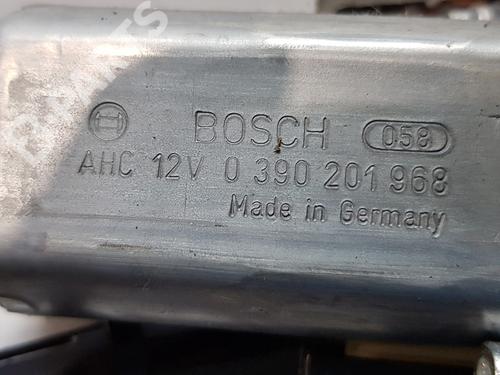 BOSCH 058
AHC 12V 0 390 201 968
Made in Germany